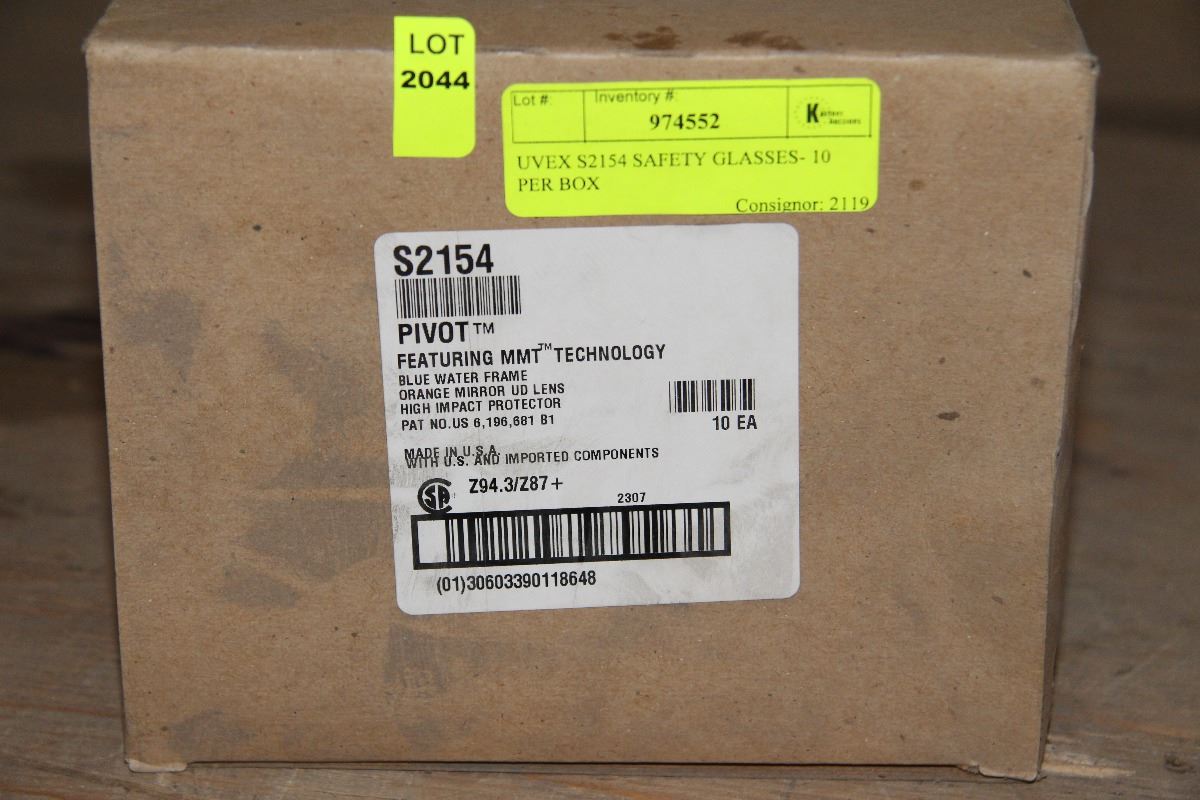 LOT
2044
Lot #:
Inventory #:
974552
UVEX S2154 SAFETY GLASSES- 10
PER BOX
Consignor: 2119
S2154
PIVOT™
FEATURING MMT™ TECHNOLOGY
BLUE WATER FRAME
ORANGE MIRROR UD LENS
HIGH IMPACT PROTECTOR
PAT NO.US 6,196,681 B1
10 EA
MADE IN U.S.A.
WITH U.S. AND IMPORTED COMPONENTS
SA Z94.3/Z87+
2307
(01)30603390118648